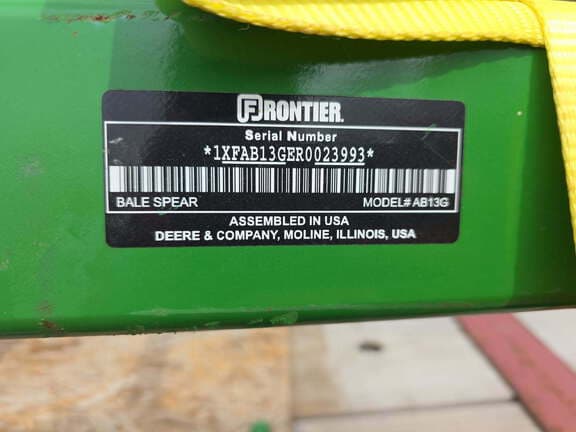 FRONTIER.
Serial Number
*1XFAB13GER0023993*
BALE SPEAR MODEL# AB13G
ASSEMBLED IN USA
DEERE & COMPANY, MOLINE, ILLINOIS, USA